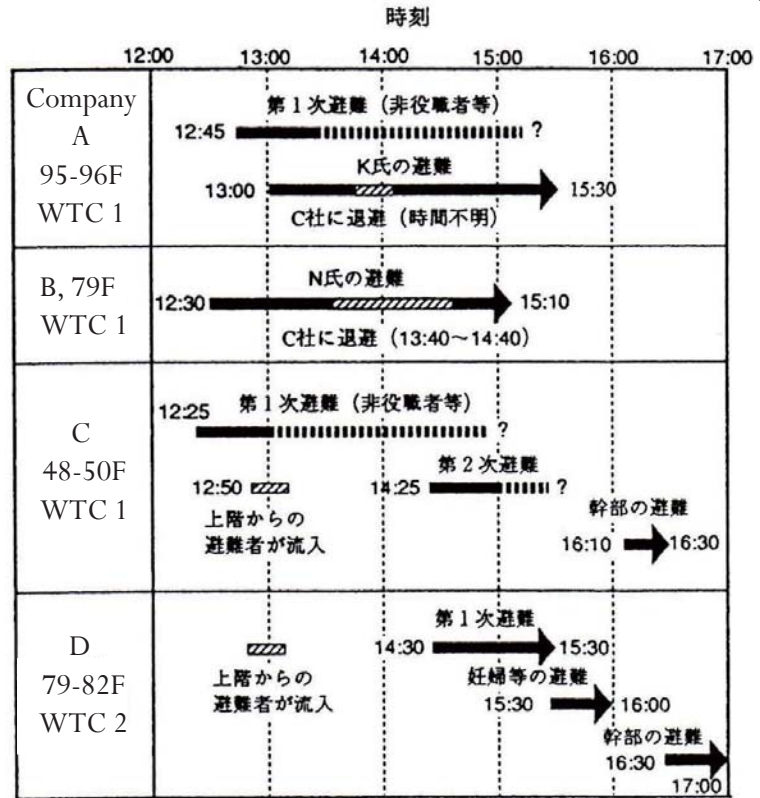 時刻
12:00 13:00 14:00 15:00 16:00 17:00
Company
A
95-96F
WTC 1
第1次避難（非役職者等）
12:45 ?
K氏の避難
13:00 15:30
C社に退避（時間不明）
B, 79F
WTC 1
N氏の避難
12:30 15:10
C社に退避（13:40〜14:40）
C
48-50F
WTC 1
12:25 第1次避難（非役職者等）
?
第2次避難
12:50 14:25 ?
上階からの
避難者が流入
幹部の避難
16:10 16:30
D
79-82F
WTC 2
第1次避難
14:30 15:30
上階からの
避難者が流入
妊婦等の避難
15:30 16:00
幹部の避難
16:30
17:00